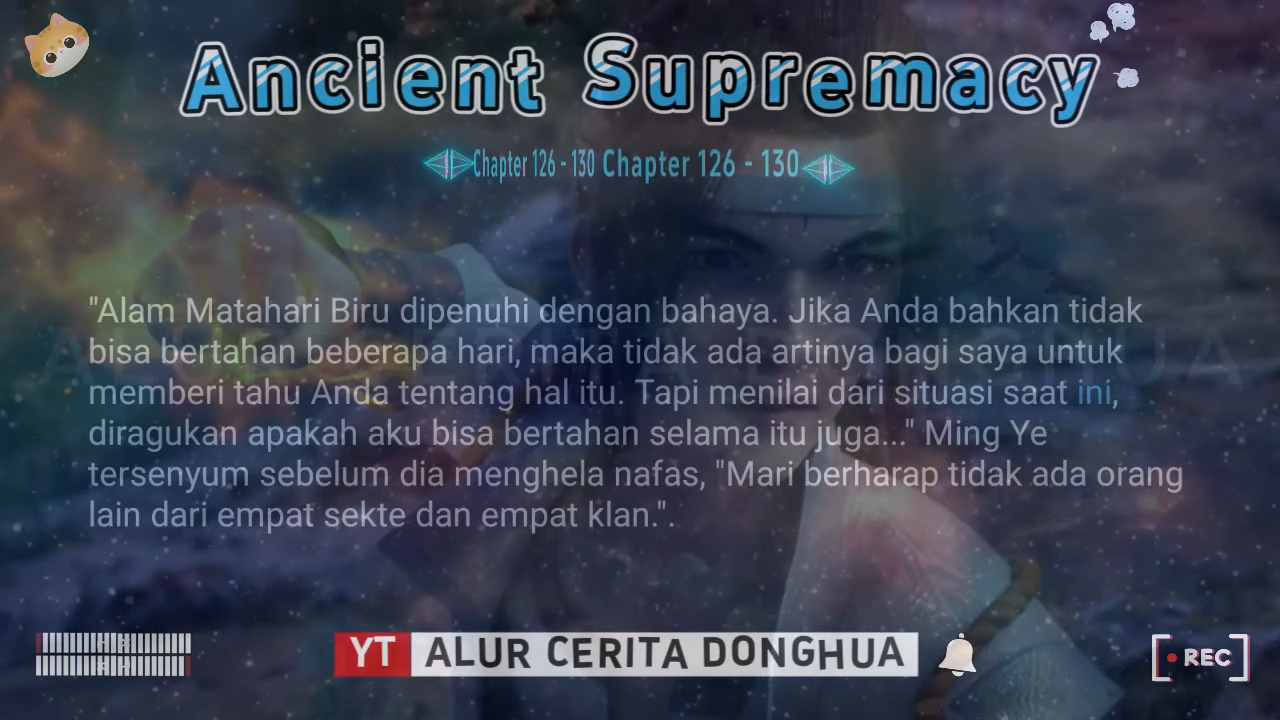 Ancient Supremacy
Chapter 126 - 130 Chapter 126 - 130
"Alam Matahari Biru dipenuhi dengan bahaya. Jika Anda bahkan tidak
bisa bertahan beberapa hari, maka tidak ada artinya bagi saya untuk
memberi tahu Anda tentang hal itu. Tapi menilai dari situasi saat ini,
diragukan apakah aku bisa bertahan selama itu juga..." Ming Ye
tersenyum sebelum dia menghela nafas, "Mari berharap tidak ada orang
lain dari empat sekte dan empat klan.".
YT ALUR CERITA DONGHUA
REC